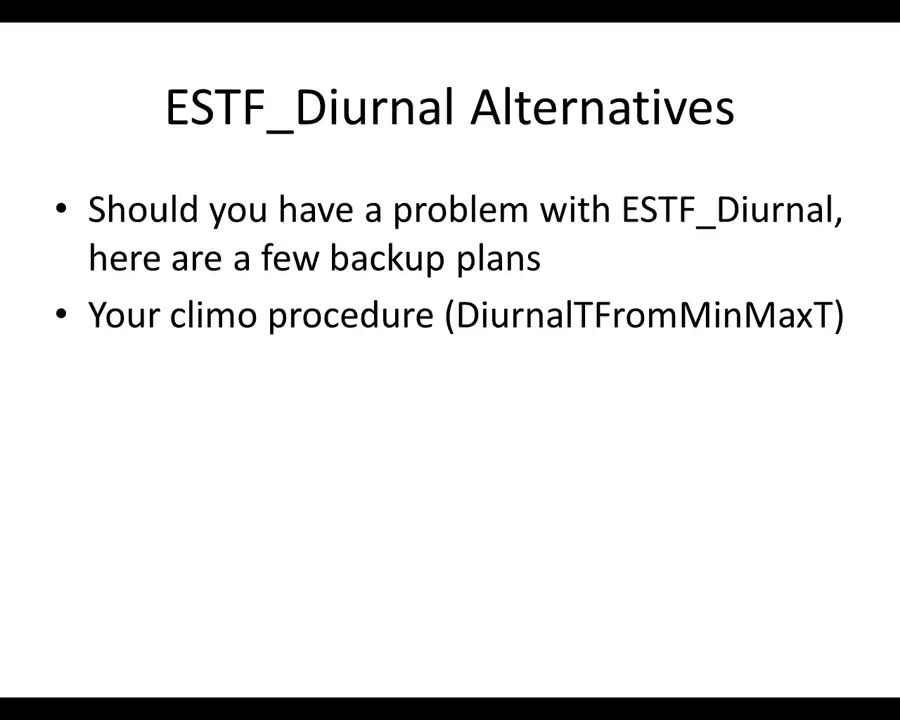 ESTF_Diurnal Alternatives
• Should you have a problem with ESTF_Diurnal,
here are a few backup plans
• Your climo procedure (DiurnalTFromMinMaxT)